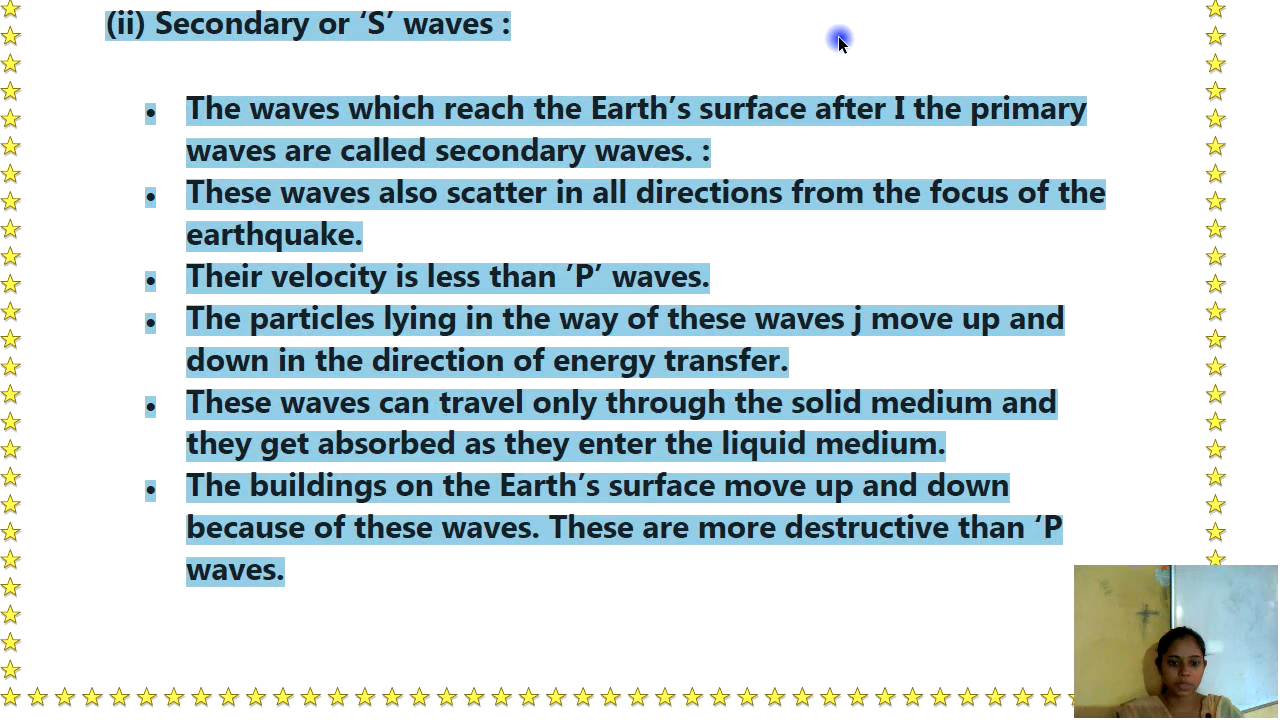 (ii) Secondary or ‘S’ waves :
• The waves which reach the Earth’s surface after I the primary
waves are called secondary waves. :
• These waves also scatter in all directions from the focus of the
earthquake.
• Their velocity is less than ’P’ waves.
• The particles lying in the way of these waves j move up and
down in the direction of energy transfer.
• These waves can travel only through the solid medium and
they get absorbed as they enter the liquid medium.
• The buildings on the Earth’s surface move up and down
because of these waves. These are more destructive than ‘P
waves.